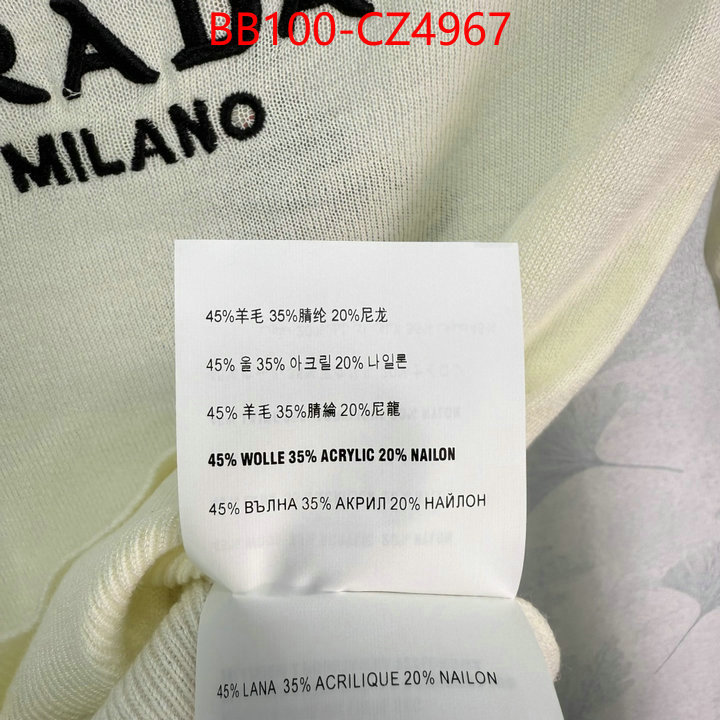 BB100-CZ4967
RADA
MILANO
45%羊毛 35%腈纶 20%尼龙
45% 울 35% 아크릴 20% 나일론
45% 羊毛 35%腈綸 20%尼龍
45% WOLLE 35% ACRYLIC 20% NAILON
45% ВЪЛНА 35% АКРИЛ 20% НАЙЛОН
45% LANA 35% ACRILIQUE 20% NAILON